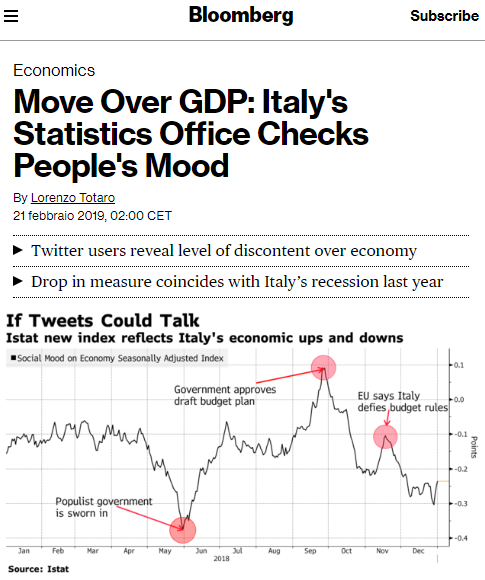 Bloomberg
Subscribe
Economics
Move Over GDP: Italy's
Statistics Office Checks
People's Mood
By Lorenzo Totaro
21 febbraio 2019, 02:00 CET
Twitter users reveal level of discontent over economy
Drop in measure coincides with Italy's recession last year
If Tweets Could Talk
Istat new index reflects Italy's economic ups and downs
Social Mood on Economy Seasonally Adjusted Index
Government approves
draft budget plan
EU says Italy
defies budget rules
Populist government
is sworn in
0.1
0.0
-0.1
-0.2
-0.3
-0.4
Points
Jan Feb Mar Apr May Jun Jul Aug Sep Oct Nov Dec
2018
Source: Istat